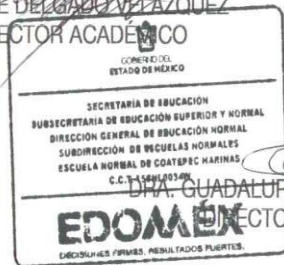 DELGADO VELAZQUEZ
ECTOR ACADÉMICO
GOBIERNO DEL
ESTADO DE MÉXICO
SECRETARÍA DE EDUCACIÓN
SUBSECRETARÍA DE EDUCACIÓN SUPERIOR Y NORMAL
DIRECCIÓN GENERAL DE EDUCACIÓN NORMAL
SUBDIRECCIÓN DE ESCUELAS NORMALES
ESCUELA NORMAL DE COATEPEC HARINAS
C.C.T.
DRA. GUADALUP
ECTOR
EDOMÉX
DECISIONES FIRMES, RESULTADOS FUERTES.